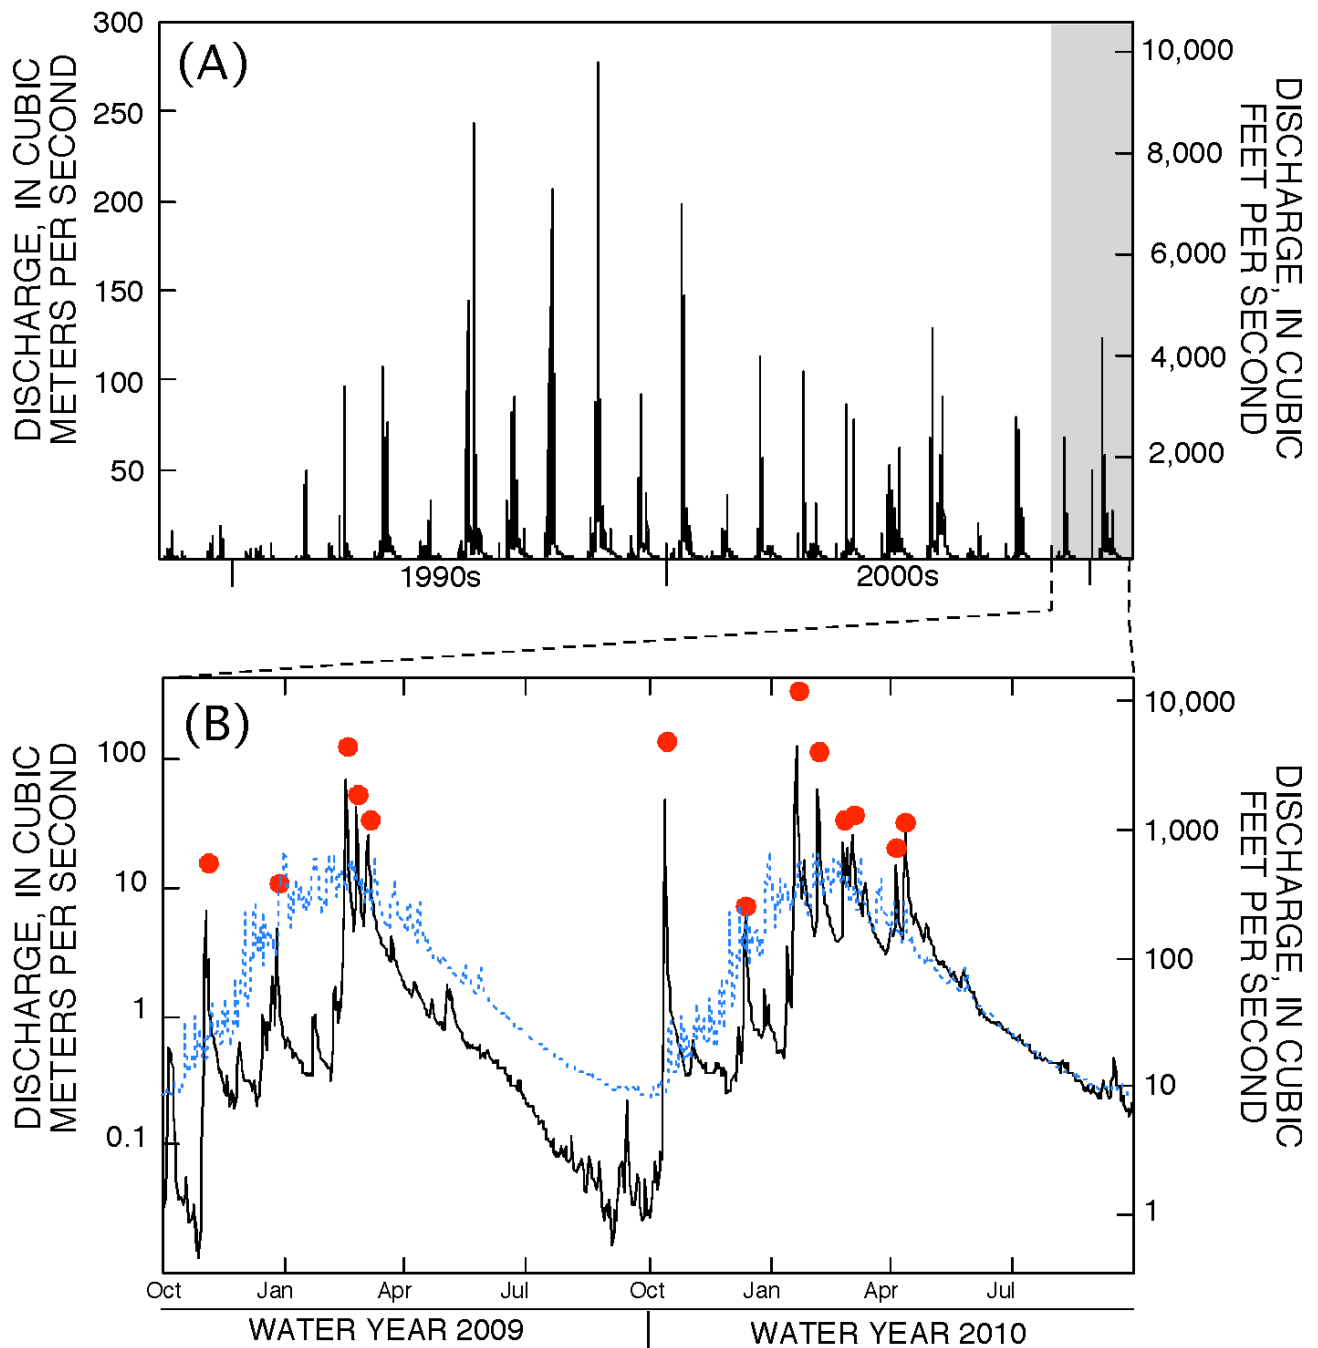 (A)
DISCHARGE, IN CUBIC
METERS PER SECOND
300
250
200
150
100
50
DISCHARGE, IN CUBIC
FEET PER SECOND
10,000
8,000
6,000
4,000
2,000
1990s
2000s
(B)
DISCHARGE, IN CUBIC
METERS PER SECOND
100
10
1
0.1
DISCHARGE, IN CUBIC
FEET PER SECOND
10,000
1,000
100
10
1
Oct Jan Apr Jul Oct Jan Apr Jul
WATER YEAR 2009 WATER YEAR 2010